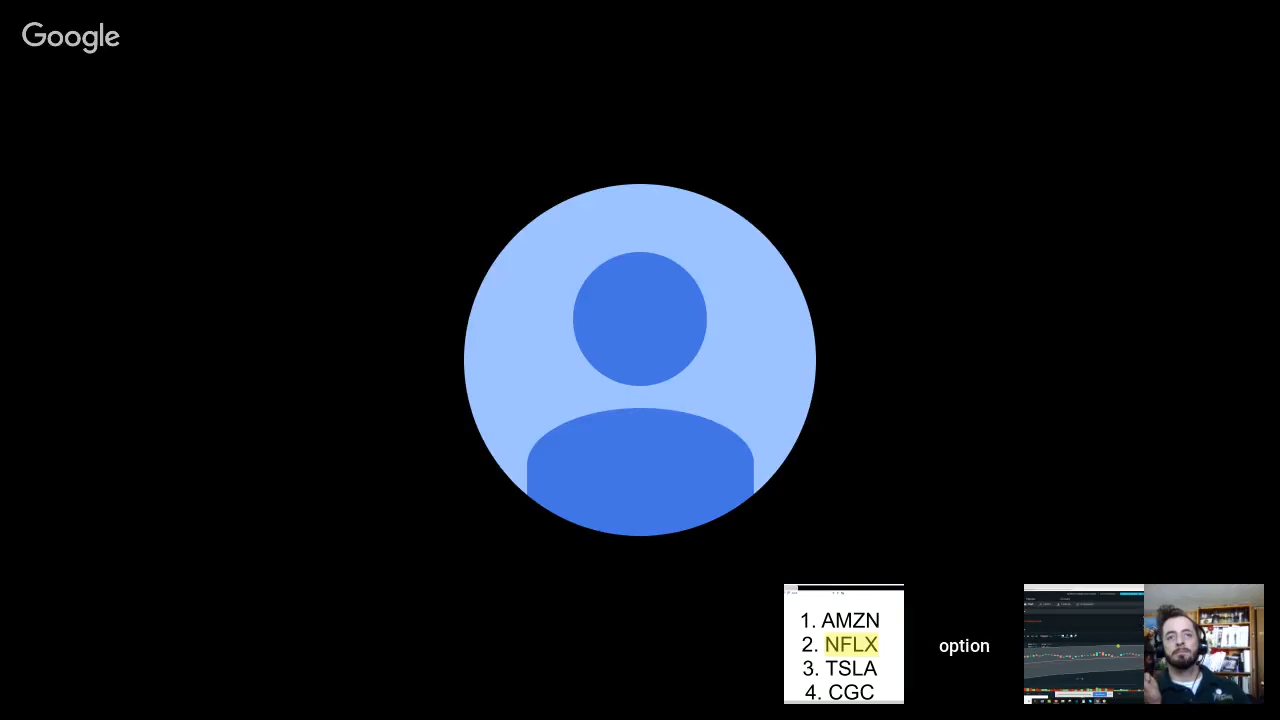 Google
1. AMZN
2. NFLX
3. TSLA
4. CGC
option